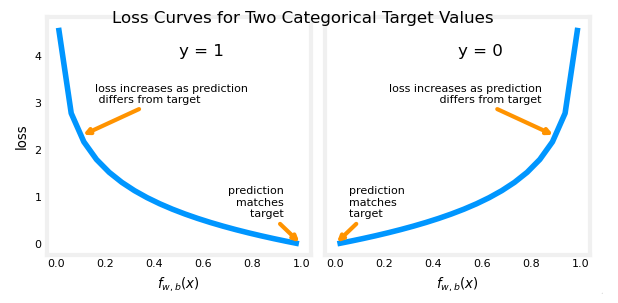 Loss Curves for Two Categorical Target Values
y = 1
loss increases as prediction
differs from target
prediction
matches
target
loss
4
3
2
1
0
0.0 0.2 0.4 0.6 0.8 1.0
f_{w, b}(x)
y = 0
loss increases as prediction
differs from target
prediction
matches
target
0.0 0.2 0.4 0.6 0.8 1.0
f_{w, b}(x)